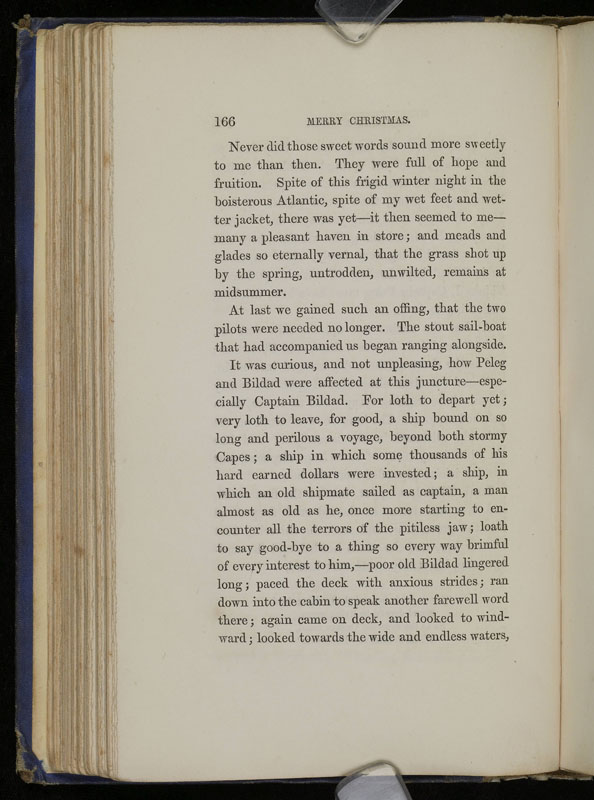 166 MERRY CHRISTMAS.
Never did those sweet words sound more sweetly
to me than then. They were full of hope and
fruition. Spite of this frigid winter night in the
boisterous Atlantic, spite of my wet feet and wet-
ter jacket, there was yet—it then seemed to me—
many a pleasant haven in store; and meads and
glades so eternally vernal, that the grass shot up
by the spring, untrodden, unwilted, remains at
midsummer.
At last we gained such an offing, that the two
pilots were needed no longer. The stout sail-boat
that had accompanied us began ranging alongside.
It was curious, and not unpleasing, how Peleg
and Bildad were affected at this juncture—espe-
cially Captain Bildad. For loth to depart yet;
very loth to leave, for good, a ship bound on so
long and perilous a voyage, beyond both stormy
Capes; a ship in which some thousands of his
hard earned dollars were invested; a ship, in
which an old shipmate sailed as captain, a man
almost as old as he, once more starting to en-
counter all the terrors of the pitiless jaw; loath
to say good-bye to a thing so every way brimful
of every interest to him,—poor old Bildad lingered
long; paced the deck with anxious strides; ran
down into the cabin to speak another farewell word
there; again came on deck, and looked to wind-
ward; looked towards the wide and endless waters,